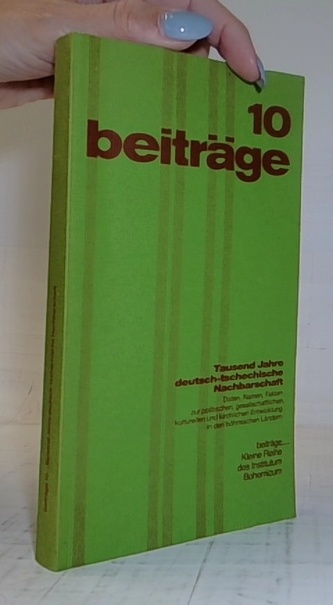 10
beiträge
Tausend Jahre
deutsch-tschechische
Nachbarschaft
Daten, Namen, Fakten
zur politischen, gesellschaftlichen,
kulturellen und kirchlichen Entwicklung
in den böhmischen Ländern
beiträge....
Kleine Reihe
des Institutum
Bohemicum